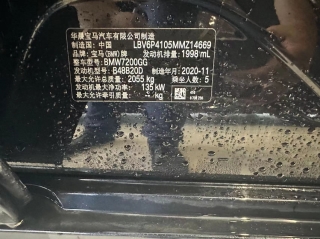 华晨宝马汽车有限公司制造
制造国: 中国 LBV6P4105MMZ14669
品牌: 宝马(BMW)牌 发动机排量: 1998 mL
整车型号: BMW7200GG
发动机型号: B48B20D 制造年月: 2020-11
最大允许总质量: 2055 kg 乘坐人数: 5
发动机最大净功率: 135 kW
最大允许牵引质量: - kg